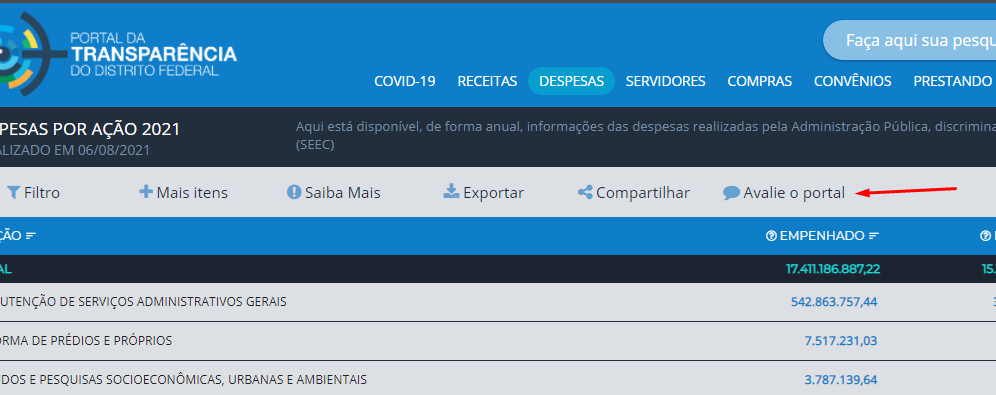 PORTAL DA
TRANSPARÊNCIA
DO DISTRITO FEDERAL
Faça aqui sua pesqu
COVID-19 RECEITAS DESPESAS SERVIDORES COMPRAS CONVÊNIOS PRESTANDO
PESAS POR AÇÃO 2021
ALIZADO EM 06/08/2021
Aqui está disponível, de forma anual, informações das despesas realiizadas pela Administração Pública, discrimina
(SEEC)
Filtro Mais itens Saiba Mais Exportar Compartilhar Avalie o portal
ÇÃO EMPENHADO
AL 17.411.186.887,22 15.
UTENÇÃO DE SERVIÇOS ADMINISTRATIVOS GERAIS 542.863.757,44
ORMA DE PRÉDIOS E PRÓPRIOS 7.517.231,03
UDOS E PESQUISAS SOCIOECONÔMICAS, URBANAS E AMBIENTAIS 3.787.139,64